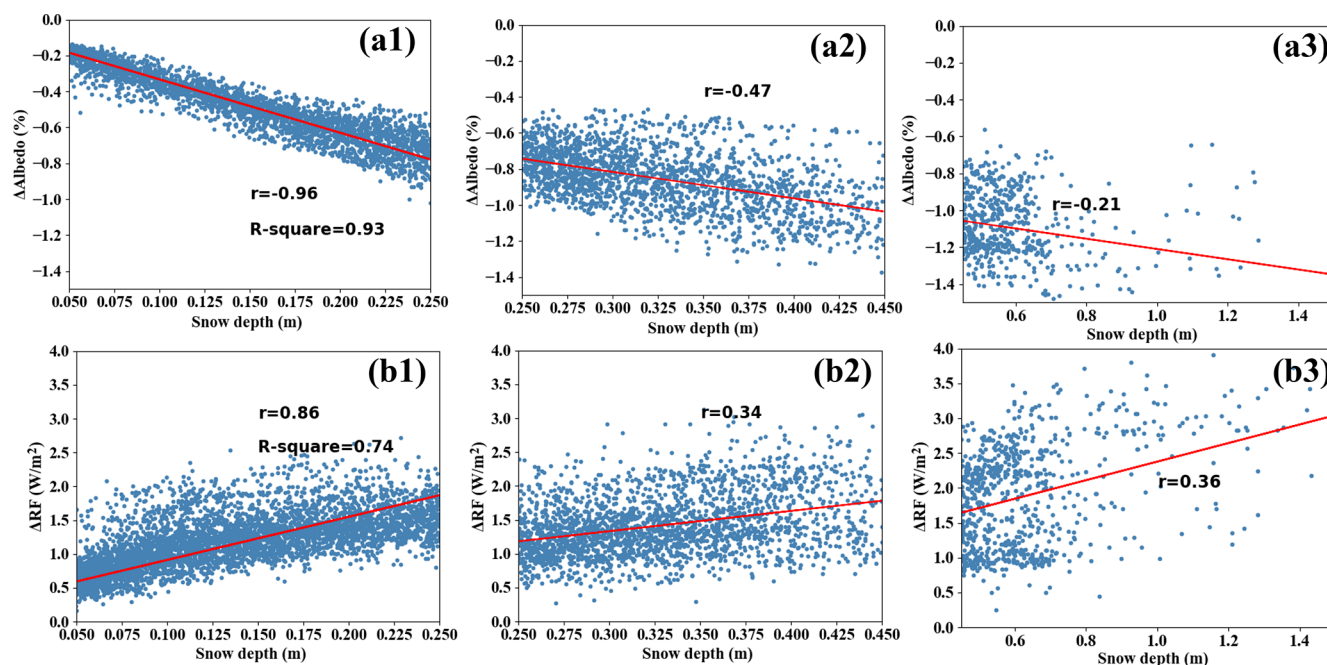 (a1)
0.0
−0.2
−0.4
−0.6
−0.8
−1.0
−1.2
−1.4
ΔAlbedo (%)
r=-0.96
R-square=0.93
0.050 0.075 0.100 0.125 0.150 0.175 0.200 0.225 0.250
Snow depth (m)
(a2)
0.0
−0.2
−0.4
−0.6
−0.8
−1.0
−1.2
−1.4
ΔAlbedo (%)
r=-0.47
0.250 0.275 0.300 0.325 0.350 0.375 0.400 0.425 0.450
Snow depth (m)
(a3)
0.0
−0.2
−0.4
−0.6
−0.8
−1.0
−1.2
−1.4
ΔAlbedo (%)
r=-0.21
0.6 0.8 1.0 1.2 1.4
Snow depth (m)
(b1)
4.0
3.5
3.0
2.5
2.0
1.5
1.0
0.5
0.0
ΔRF (W/m²)
r=0.86
R-square=0.74
0.050 0.075 0.100 0.125 0.150 0.175 0.200 0.225 0.250
Snow depth (m)
(b2)
4.0
3.5
3.0
2.5
2.0
1.5
1.0
0.5
0.0
ΔRF (W/m²)
r=0.34
0.250 0.275 0.300 0.325 0.350 0.375 0.400 0.425 0.450
Snow depth (m)
(b3)
4.0
3.5
3.0
2.5
2.0
1.5
1.0
0.5
0.0
ΔRF (W/m²)
r=0.36
0.6 0.8 1.0 1.2 1.4
Snow depth (m)